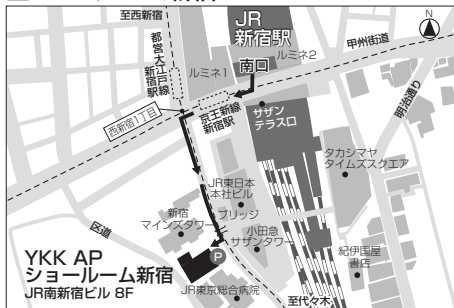 至西新宿
JR
新宿駅
都営大江戸線
新宿駅
ルミネ1
ルミネ2
南口
甲州街道
N
京王新線
新宿駅
西新宿1丁目
サザン
テラス口
明治通り
タカシマヤ
タイムズスクエア
JR東日本
本社ビル
新宿
マインズタワー
ブリッジ
小田急
サザンタワー
紀伊国屋
書店
区道
P
YKK AP
ショールーム新宿
JR南新宿ビル 8F
JR東京総合病院
至代々木